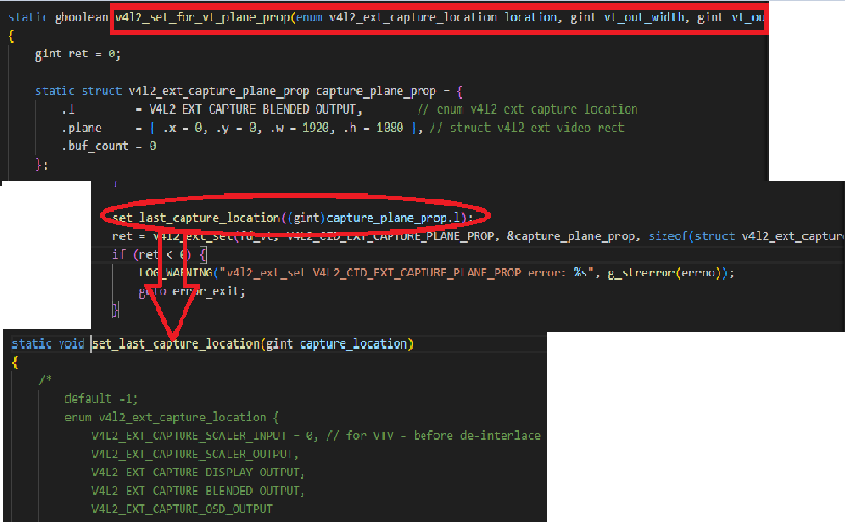 static gboolean v4l2_set_for_vt_plane_prop(enum v4l2_ext_capture_location location, gint vt_out_width, gint vt_ou
{
gint ret = 0;
static struct v4l2_ext_capture_plane_prop capture_plane_prop = {
.l = V4L2_EXT_CAPTURE_BLENDED_OUTPUT, // enum v4l2_ext_capture_location
.plane = { .x = 0, .y = 0, .w = 1920, .h = 1080 }, // struct v4l2_ext_video_rect
.buf_count = 0
};
set_last_capture_location((gint)capture_plane_prop.l);
ret = v4l2_ext_set(fd_vt, V4L2_CID_EXT_CAPTURE_PLANE_PROP, &capture_plane_prop, sizeof(struct v4l2_ext_captur
if (ret < 0) {
LOG_WARNING("v4l2_ext_set V4L2_CID_EXT_CAPTURE_PLANE_PROP error: %s", g_strerror(errno));
goto error_exit;
}
static void set_last_capture_location(gint capture_location)
{
/*
default -1;
enum v4l2_ext_capture_location {
V4L2_EXT_CAPTURE_SCALER_INPUT = 0, // for VTV - before de-interlace
V4L2_EXT_CAPTURE_SCALER_OUTPUT,
V4L2_EXT_CAPTURE_DISPLAY_OUTPUT,
V4L2_EXT_CAPTURE_BLENDED_OUTPUT,
V4L2_EXT_CAPTURE_OSD_OUTPUT